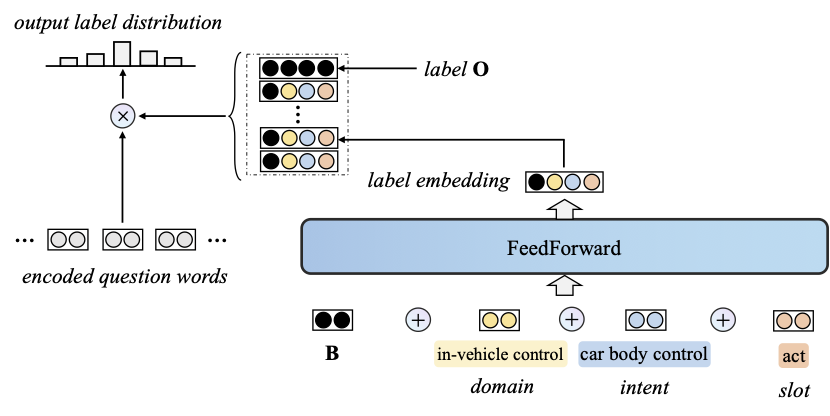 output label distribution
label O
label embedding
... ...
encoded question words
FeedForward
B
in-vehicle control
car body control
act
domain
intent
slot